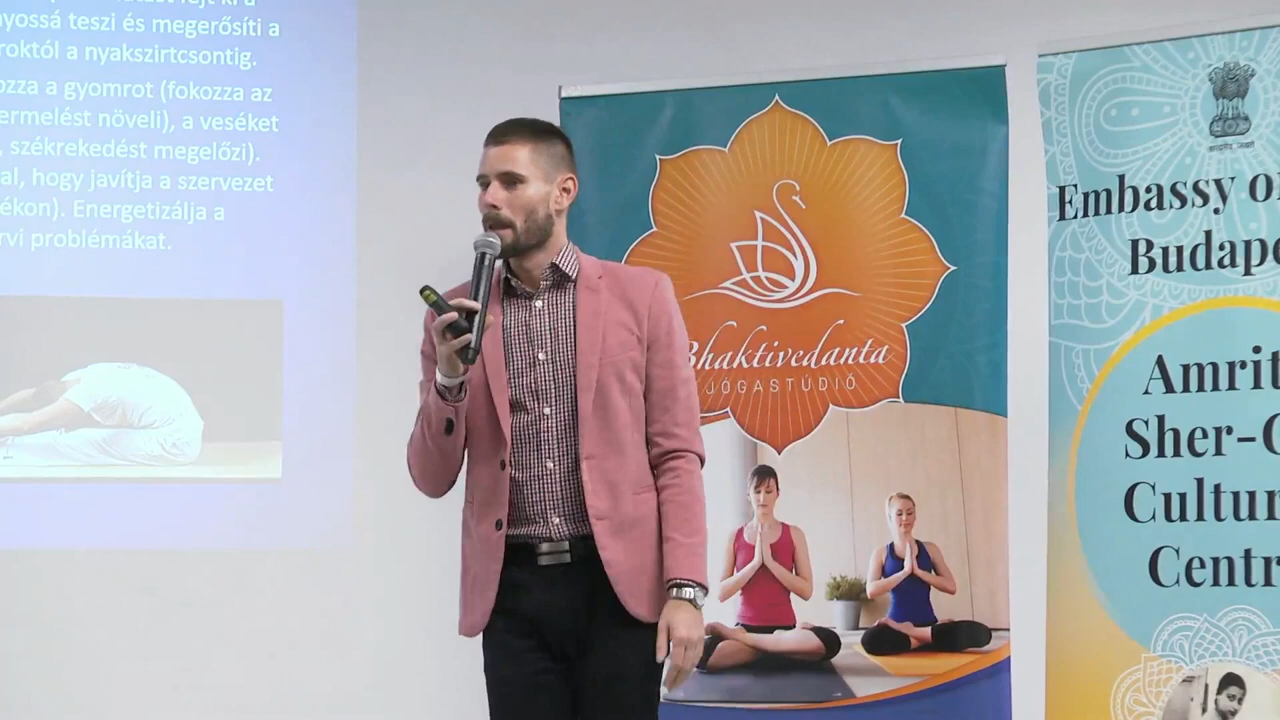 nyossá teszi és megerősíti a
roktól a nyakszirtcsontig.
ozza a gyomrot (fokozza az
ermelést növeli), a veséket
, székrekedést megelőzi).
al, hogy javítja a szervezet
ékon). Energetizálja a
rvi problémákat.
Bhaktivedanta
JÓGASTÚDIÓ
Embassy o
Budape
Amrit
Sher-G
Cultur
Centr